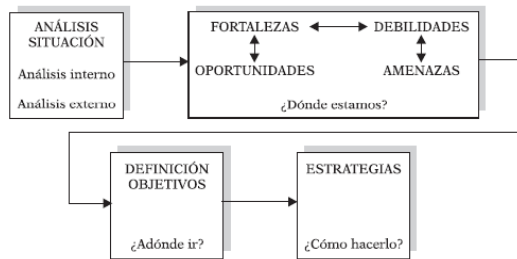 ANÁLISIS
SITUACIÓN
Análisis interno
Análisis externo
FORTALEZAS DEBILIDADES
OPORTUNIDADES AMENAZAS
¿Dónde estamos?
DEFINICIÓN
OBJETIVOS
¿Adónde ir?
ESTRATEGIAS
¿Cómo hacerlo?